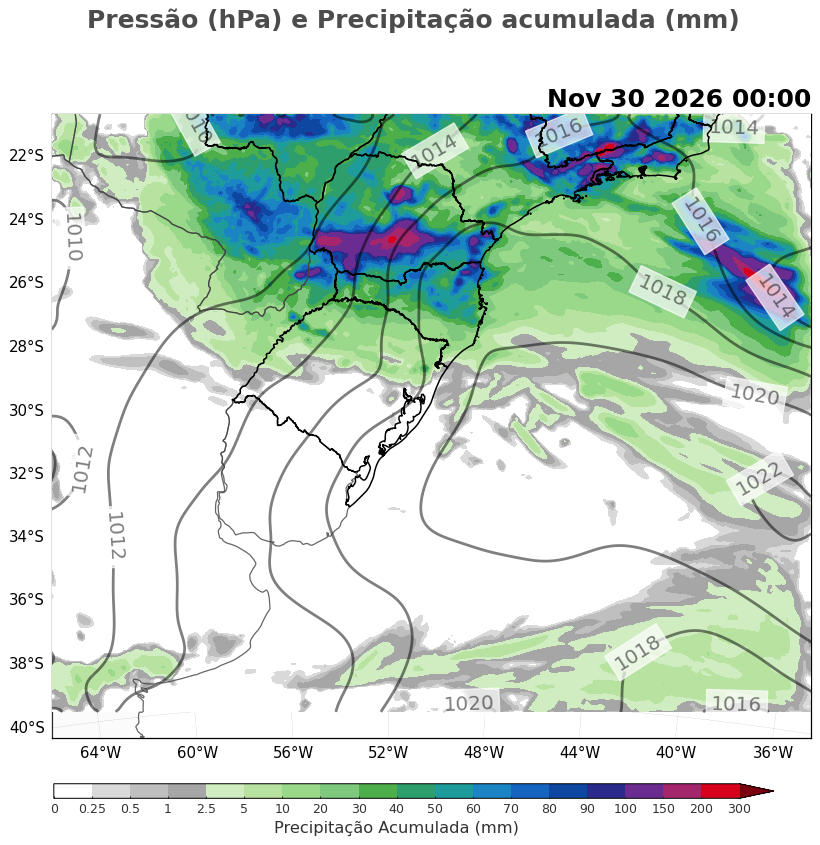 Pressão (hPa) e Precipitação acumulada (mm)
Nov 30 2026 00:00
1014
1016
1014
22°S
24°S
1010
1016
26°S
1018
1014
28°S
1020
30°S
1012
1022
32°S
1012
34°S
36°S
1018
38°S
1020
1016
40°S
64°W 60°W 56°W 52°W 48°W 44°W 40°W 36°W
0 0.25 0.5 1 2.5 5 10 20 30 40 50 60 70 80 90 100 150 200 300
Precipitação Acumulada (mm)